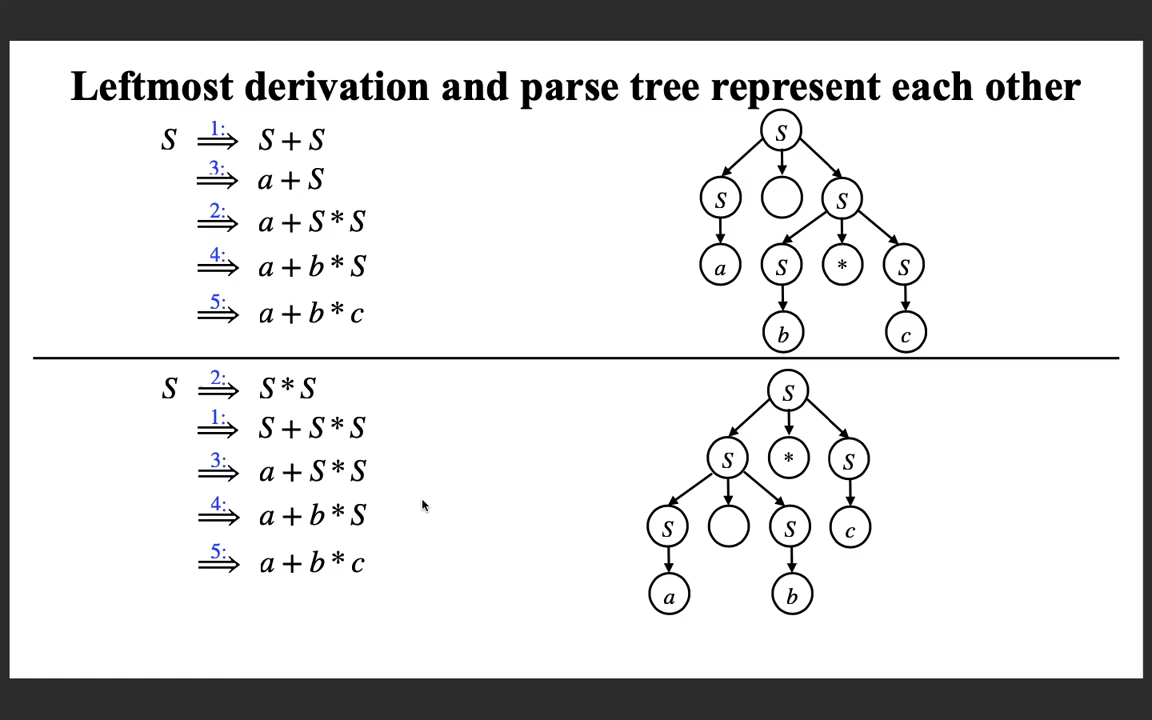 Leftmost derivation and parse tree represent each other
S 1:⟹ S + S
3:⟹ a + S
2:⟹ a + S * S
4:⟹ a + b * S
5:⟹ a + b * c
S
S S
a S * S
b c
S 2:⟹ S * S
1:⟹ S + S * S
3:⟹ a + S * S
4:⟹ a + b * S
5:⟹ a + b * c
S
S * S
S S c
a b